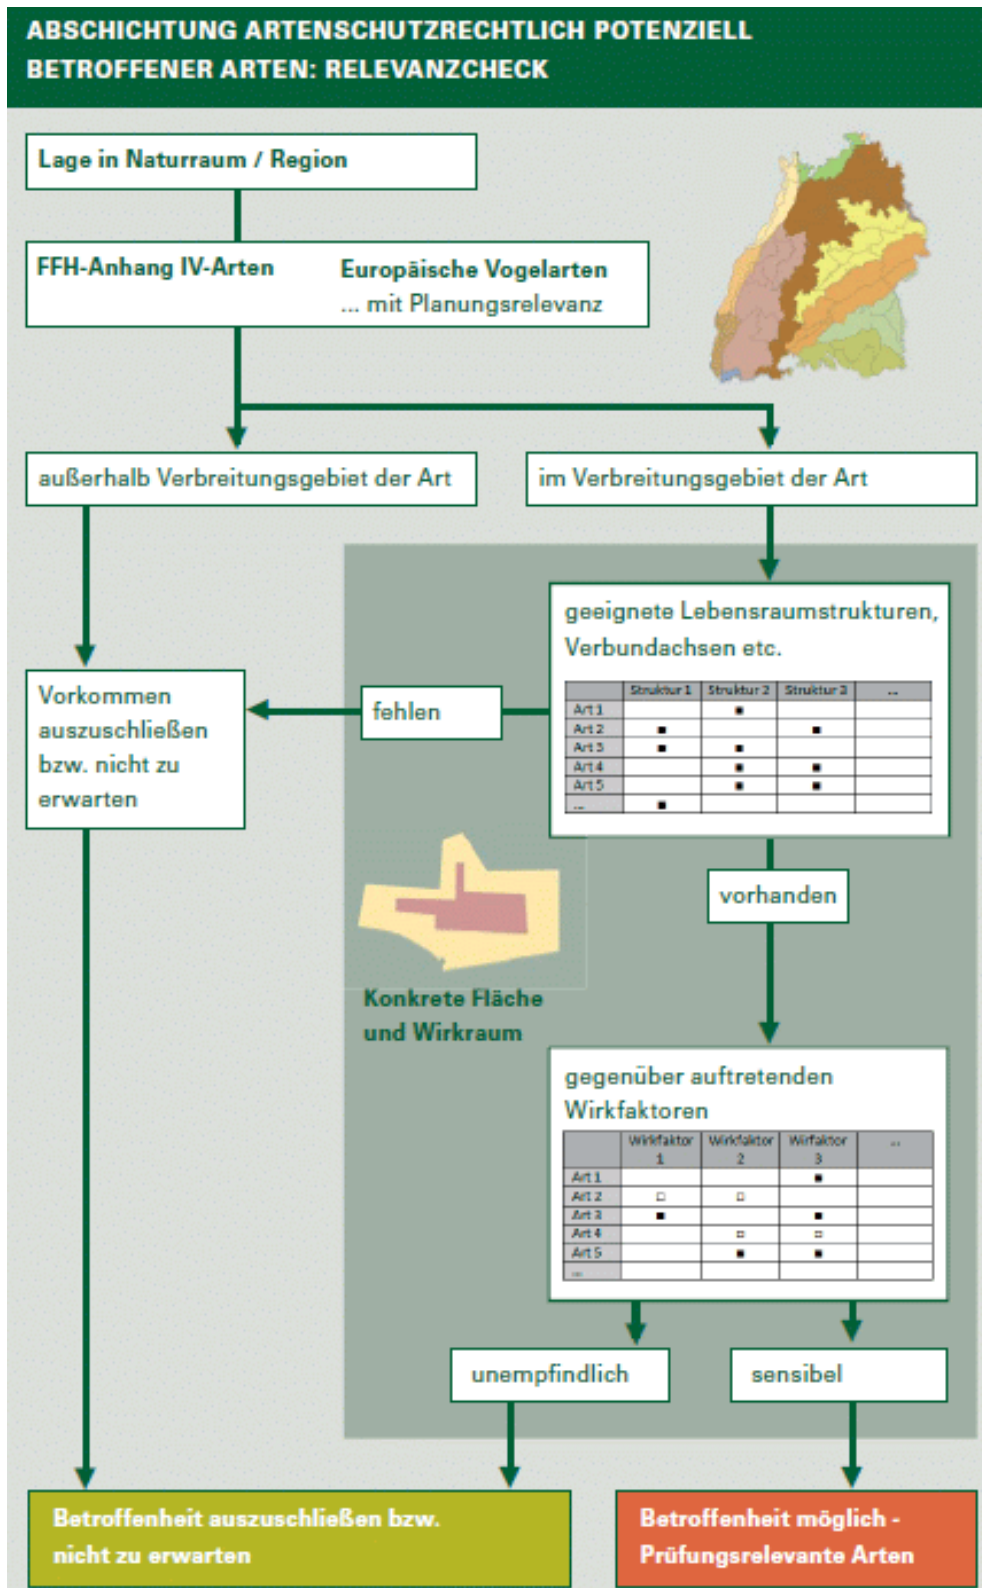 ABSCHICHTUNG ARTENSCHUTZRECHTLICH POTENZIELL
BETROFFENER ARTEN: RELEVANZCHECK
Lage in Naturraum / Region
FFH-Anhang IV-Arten
Europäische Vogelarten
... mit Planungsrelevanz
außerhalb Verbreitungsgebiet der Art
im Verbreitungsgebiet der Art
geeignete Lebensraumstrukturen,
Verbundachsen etc.
Struktur 1 Struktur 2 Struktur 3 ...
Art 1 ■
Art 2 ■ ■
Art 3 ■ ■
Art 4 ■ ■
Art 5 ■ ■
... ■
fehlen
Vorkommen
auszuschließen
bzw. nicht zu
erwarten
vorhanden
Konkrete Fläche
und Wirkraum
gegenüber auftretenden
Wirkfaktoren
Wirkfaktor Wirkfaktor Wirfaktor ...
1 2 3
Art 1 ■
Art 2 □ □
Art 3 ■ ■
Art 4 □ □
Art 5 ■ ■
...
unempfindlich
sensibel
Betroffenheit auszuschließen bzw.
nicht zu erwarten
Betroffenheit möglich -
Prüfungsrelevante Arten